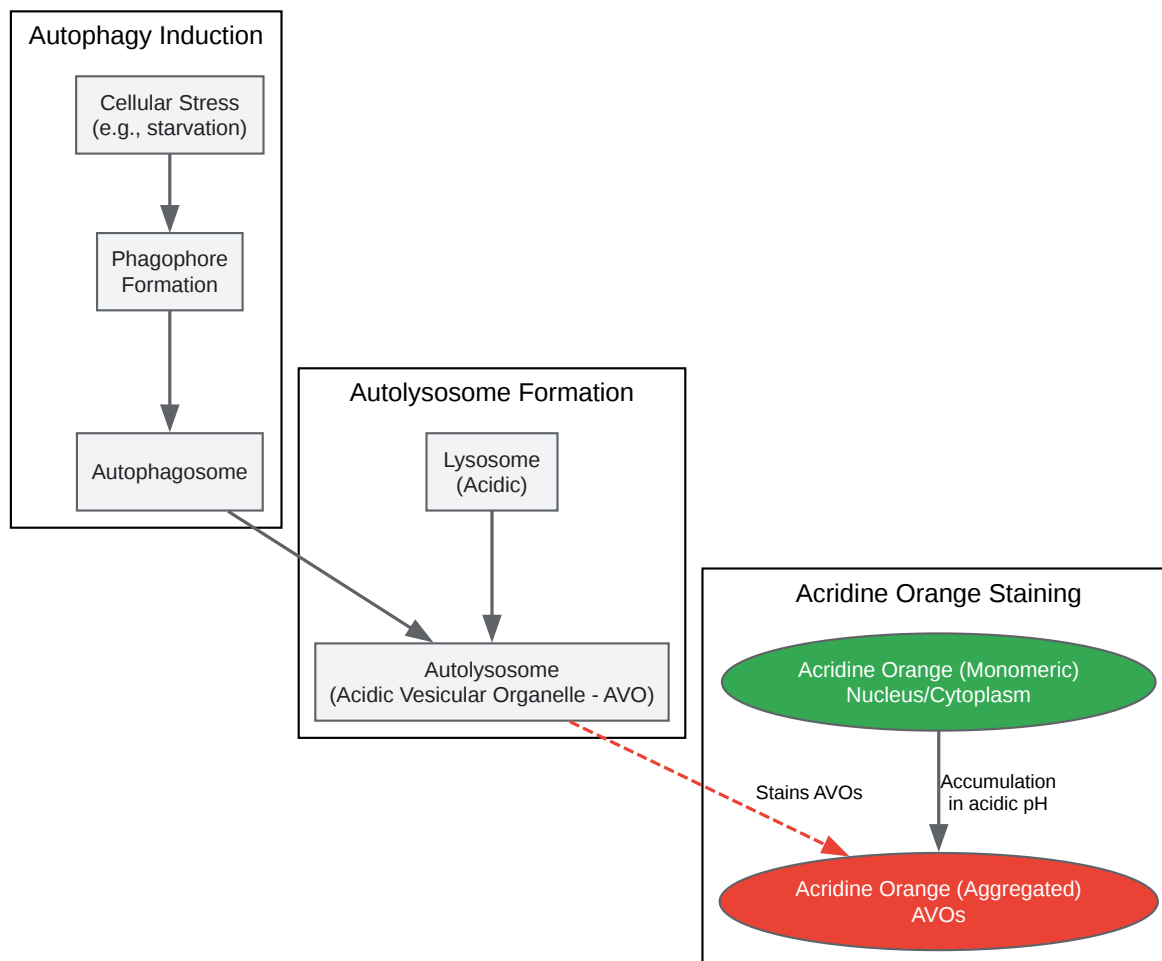 Autophagy Induction
Cellular Stress
(e.g., starvation)
Phagophore
Formation
Autophagosome
Autolysosome Formation
Lysosome
(Acidic)
Autolysosome
(Acidic Vesicular Organelle - AVO)
Acridine Orange Staining
Acridine Orange (Monomeric)
Nucleus/Cytoplasm
Stains AVOs
Accumulation
in acidic pH
Acridine Orange (Aggregated)
AVOs